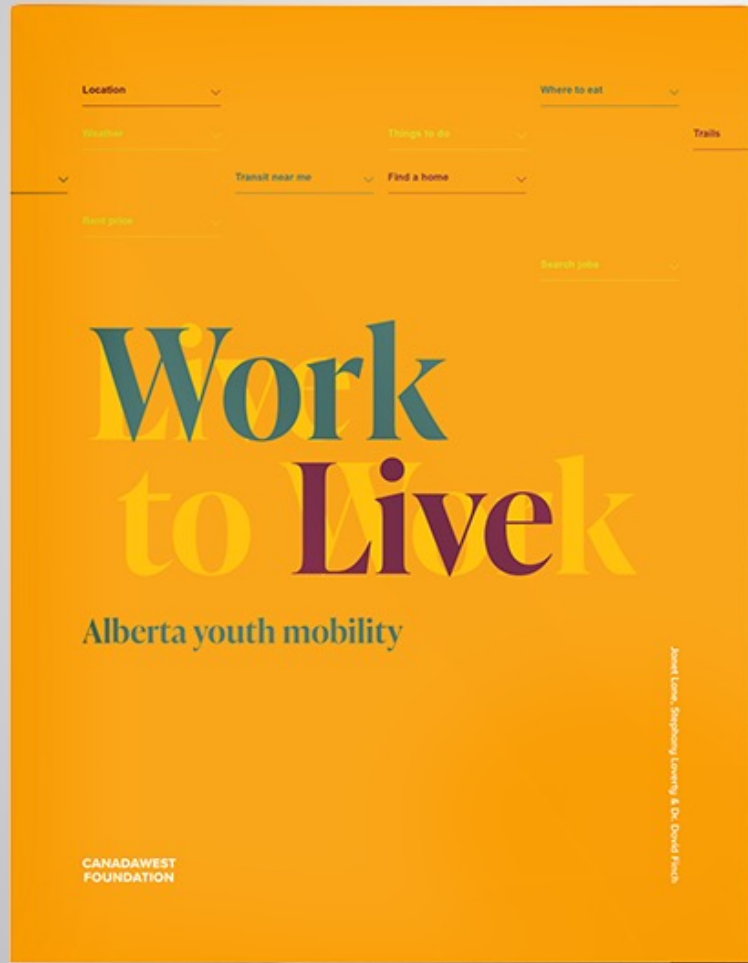 Location
Where to eat
Weather
Things to do
Trails
Transit near me
Find a home
Rent price
Search jobs
Live
Work
to Work
Live
Alberta youth mobility
Janet Lane, Stephany Laverty & Dr. David Finch
CANADAWEST
FOUNDATION